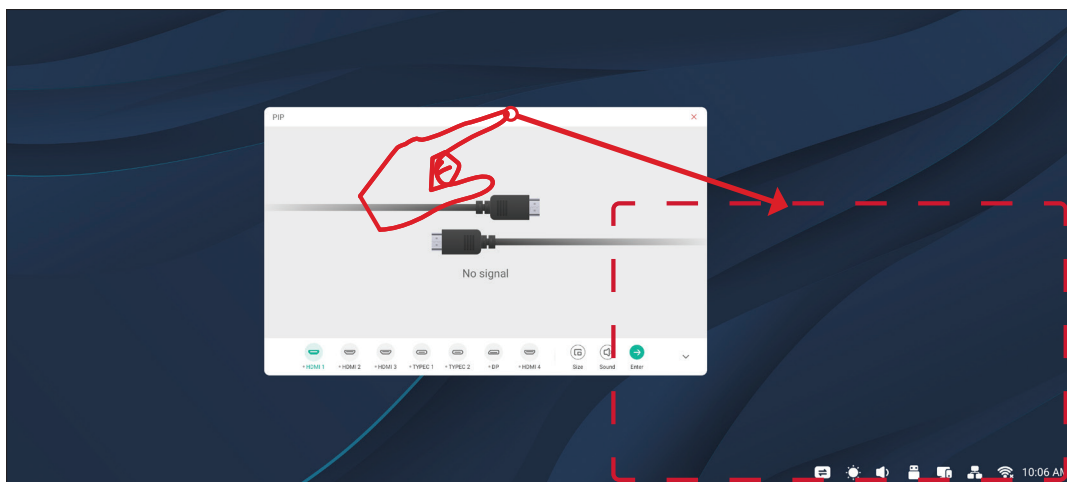 PIP
No signal
HDMI 1 HDMI 2 HDMI 3 TYPEC 1 TYPEC 2 DP HDMI 4 Size Sound Enter
10:06 AM